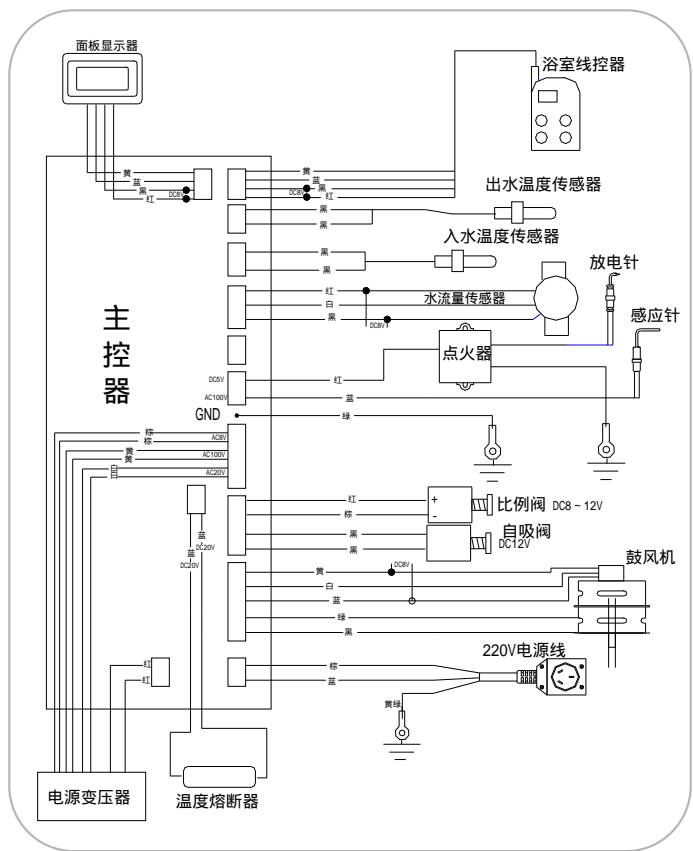 面板显示器
浴室线控器
黄
蓝
黑
红
DC8V
黄
蓝
黑
红
DC8V
出水温度传感器
黑
黑
入水温度传感器
黑
黑
放电针
红
白
黑
DC8V
水流量传感器
感应针
主控器
点火器
DC5V
红
AC100V
蓝
GND
绿
棕
棕
AC8V
黄
黄
AC100V
白
白
AC20V
红
棕
+
-
比例阀 DC8~12V
自吸阀
DC12V
黑
黑
蓝
DC20V
蓝
DC20V
鼓风机
黄
DC8V
白
蓝
绿
黑
220V电源线
棕
蓝
红
红
黄绿
电源变压器
温度熔断器